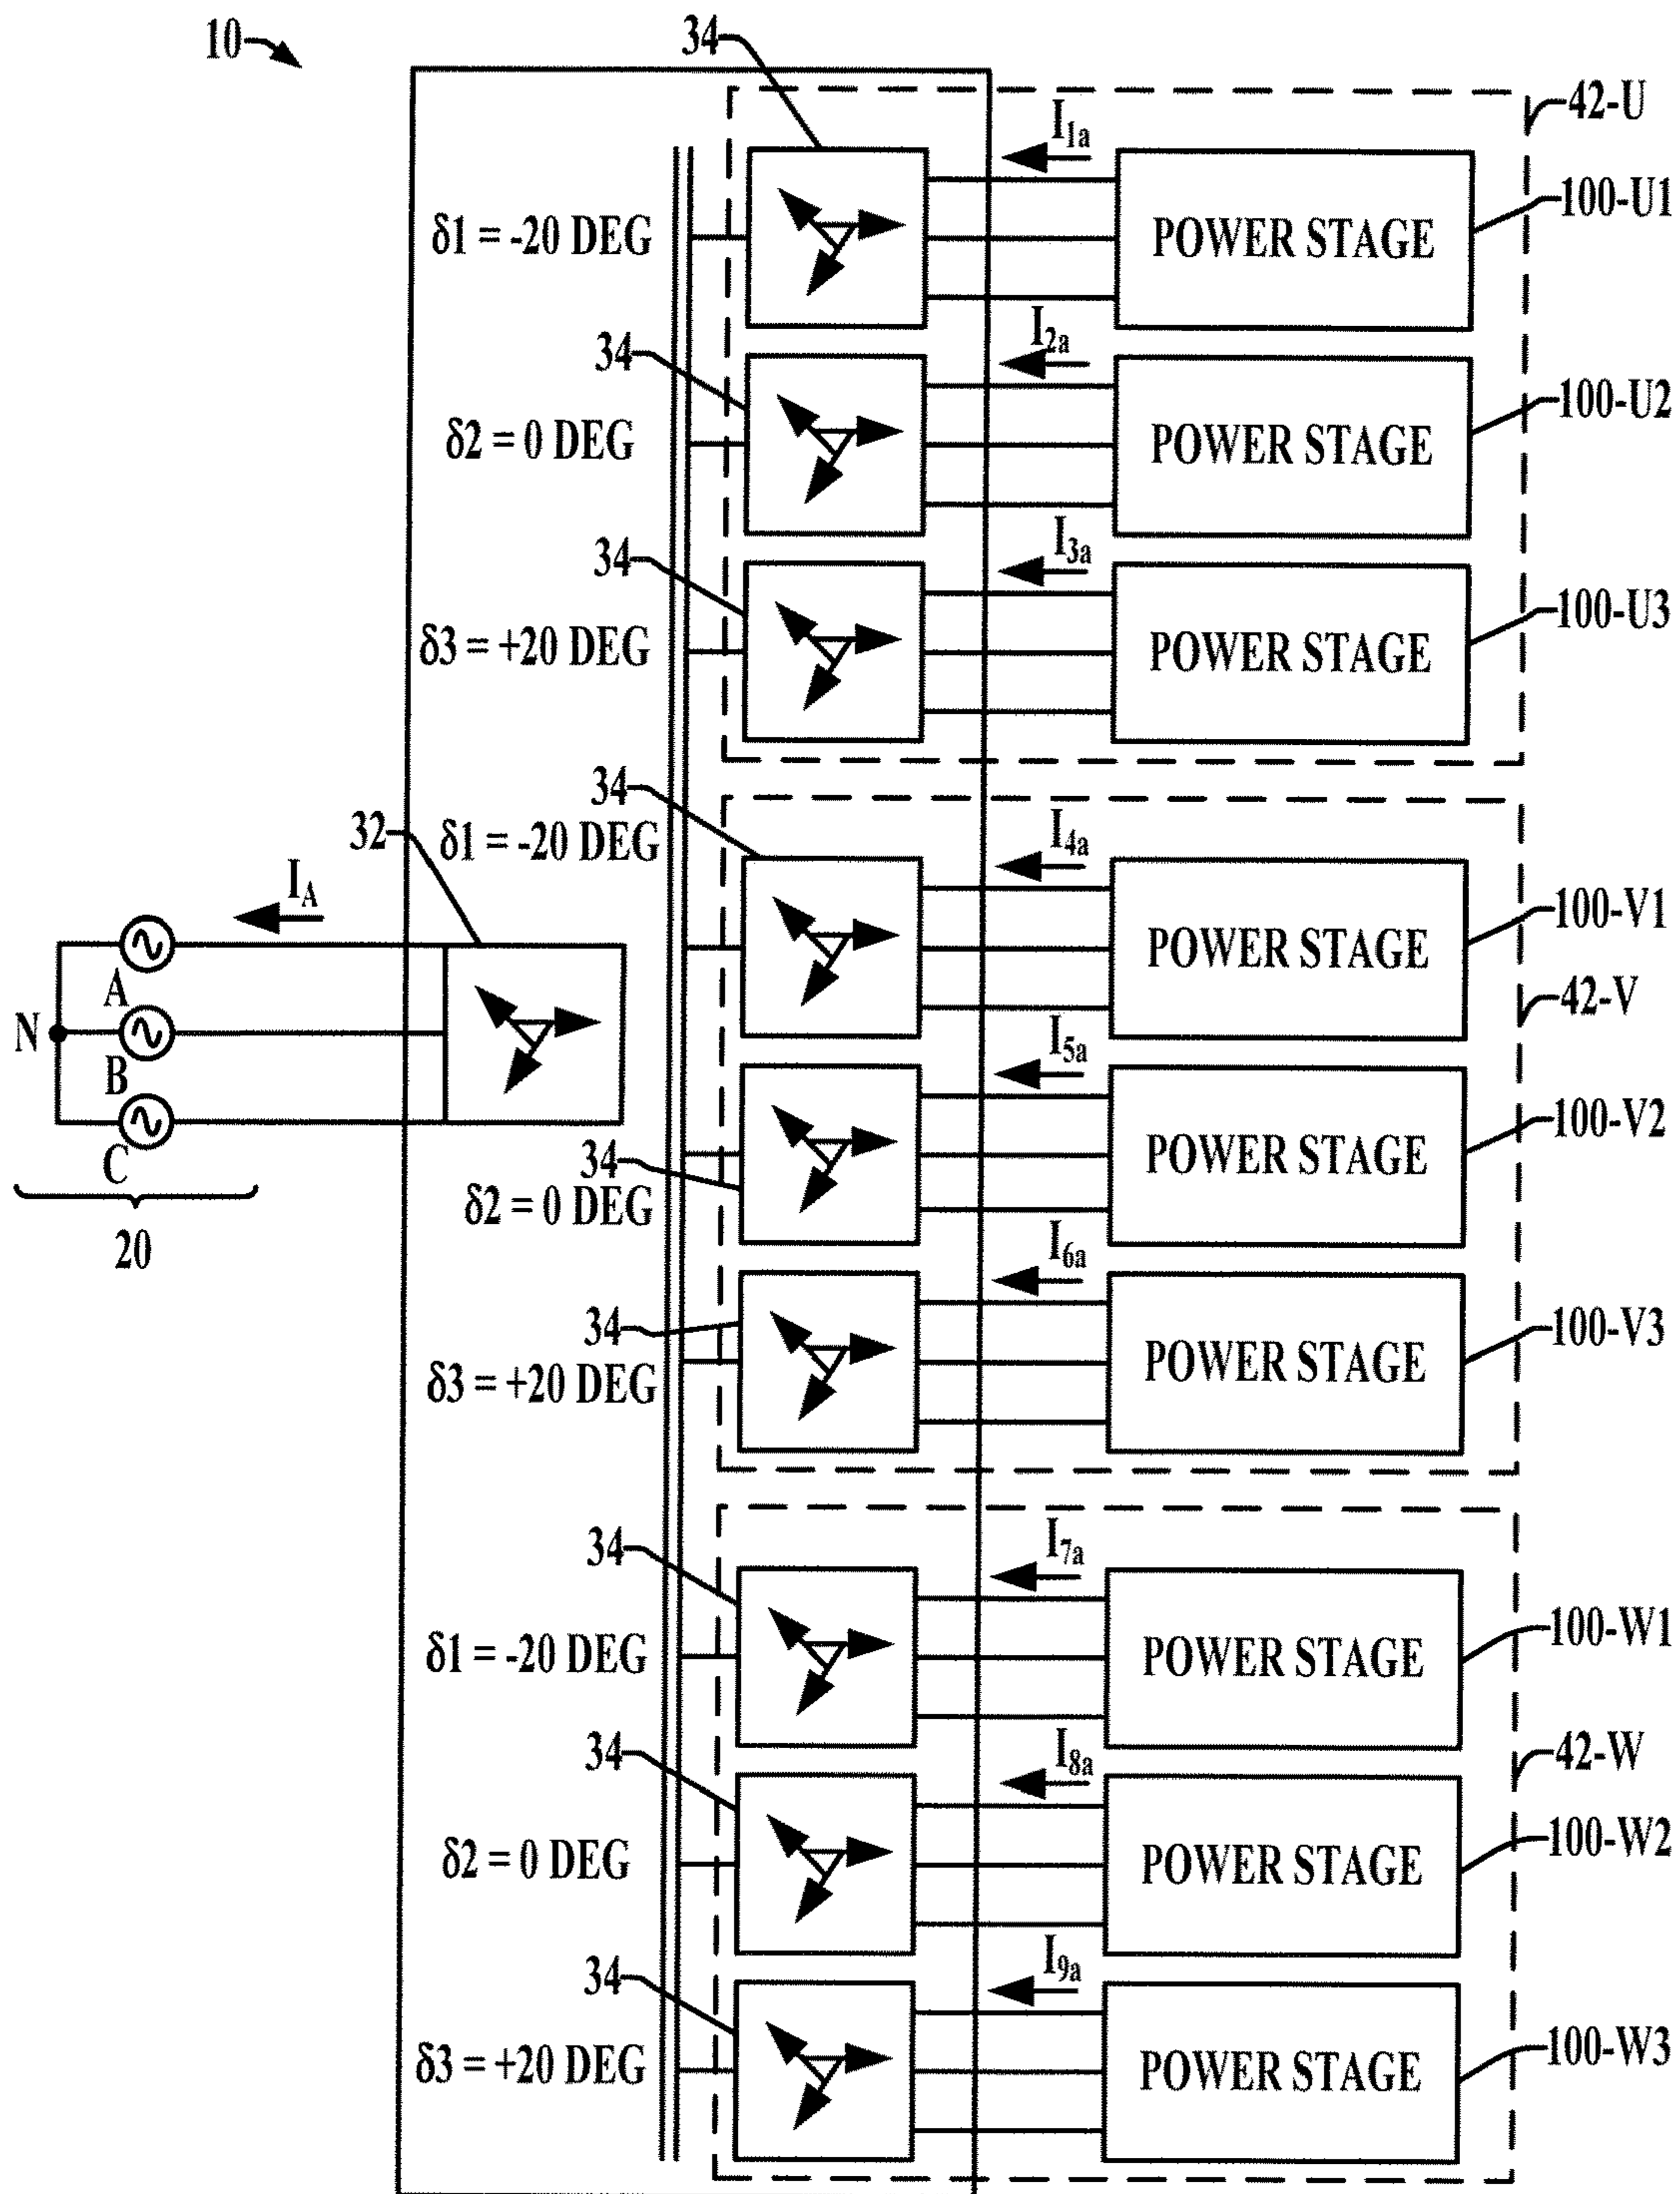 10
34
42-U
I1a
δ1 = -20 DEG
POWER STAGE
100-U1
34
I2a
δ2 = 0 DEG
POWER STAGE
100-U2
34
I3a
δ3 = +20 DEG
POWER STAGE
100-U3
34
32
δ1 = -20 DEG
I4a
POWER STAGE
100-V1
IA
A
N
B
C
20
42-V
I5a
34
δ2 = 0 DEG
POWER STAGE
100-V2
I6a
34
δ3 = +20 DEG
POWER STAGE
100-V3
34
I7a
δ1 = -20 DEG
POWER STAGE
100-W1
34
I8a
42-W
δ2 = 0 DEG
POWER STAGE
100-W2
34
I9a
δ3 = +20 DEG
POWER STAGE
100-W3